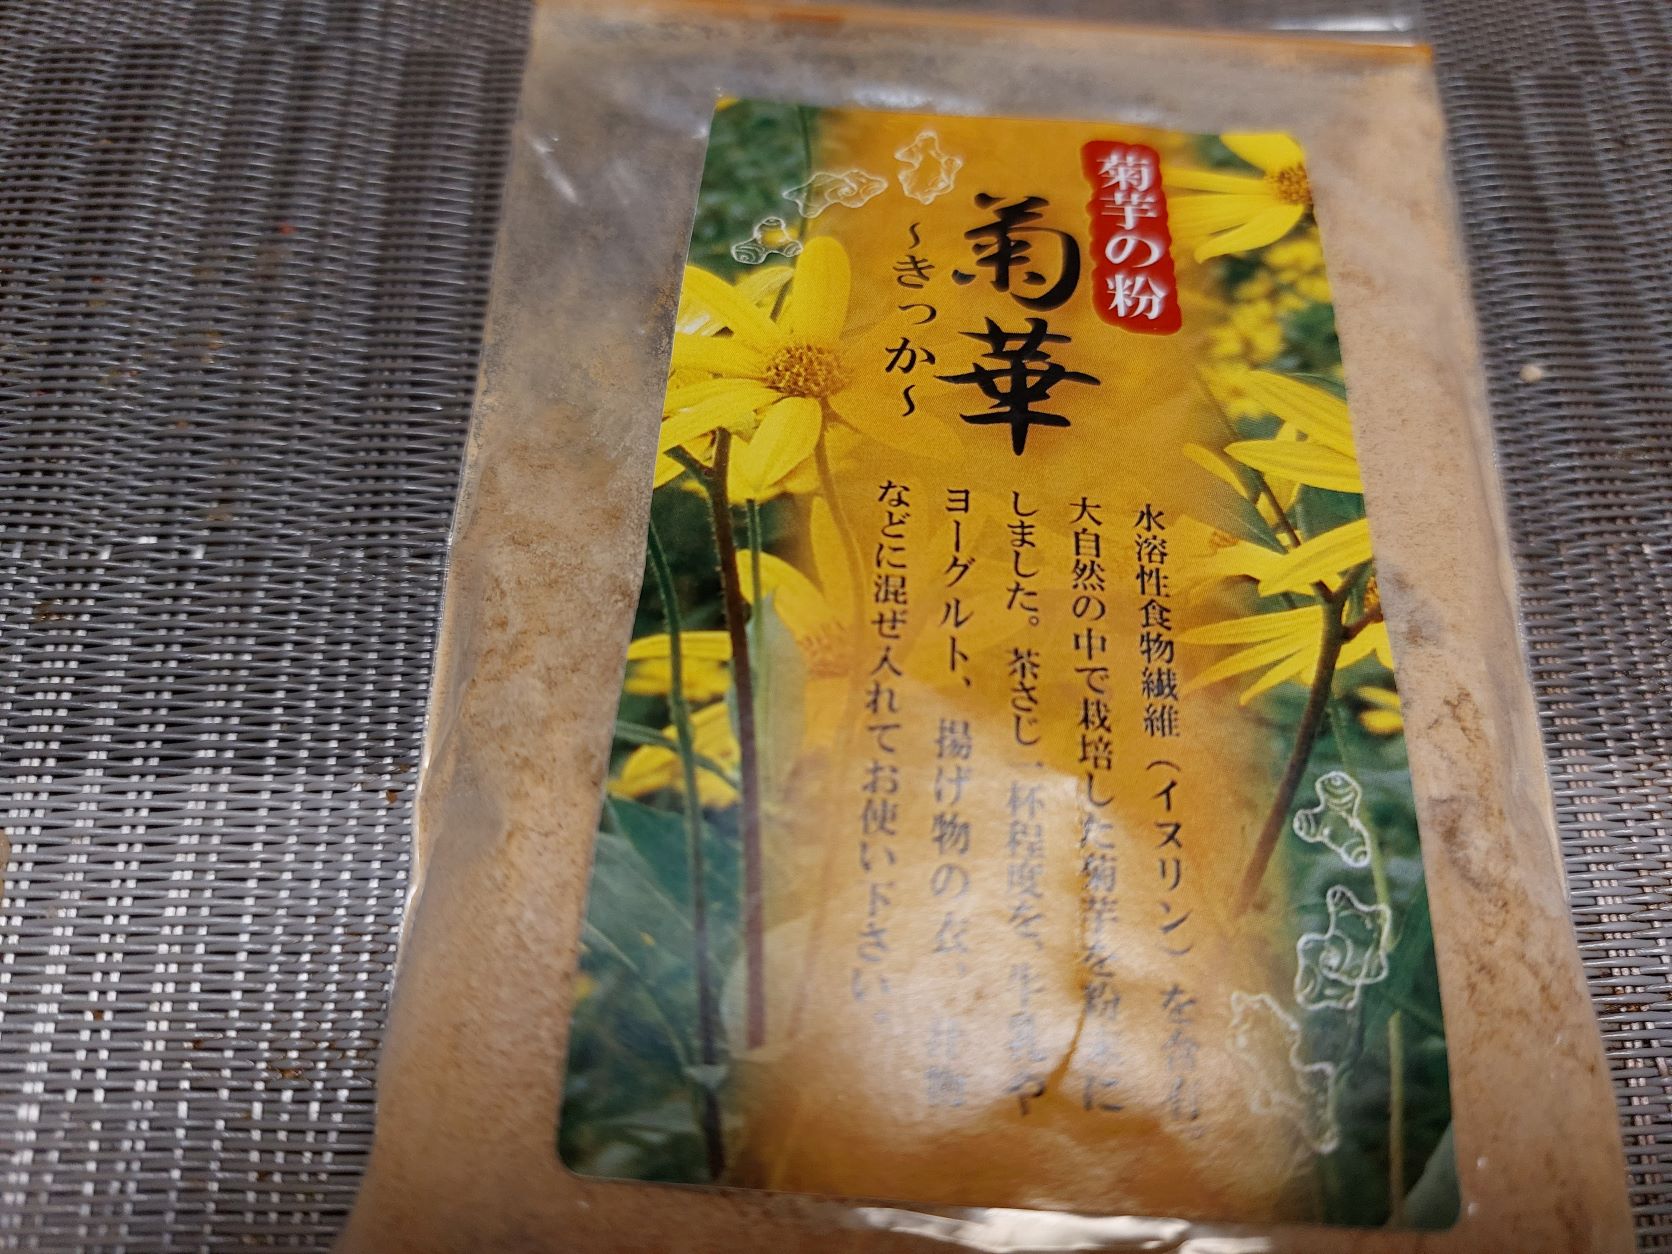 菊芋の粉
菊華
～きっか～
水溶性食物繊維（イヌリン）を含有。
大自然の中で栽培した菊芋を粉末に
しました。茶さじ一杯程度を、牛乳や
ヨーグルト、揚げ物の衣、
などに混ぜ入れてお使い下さい。